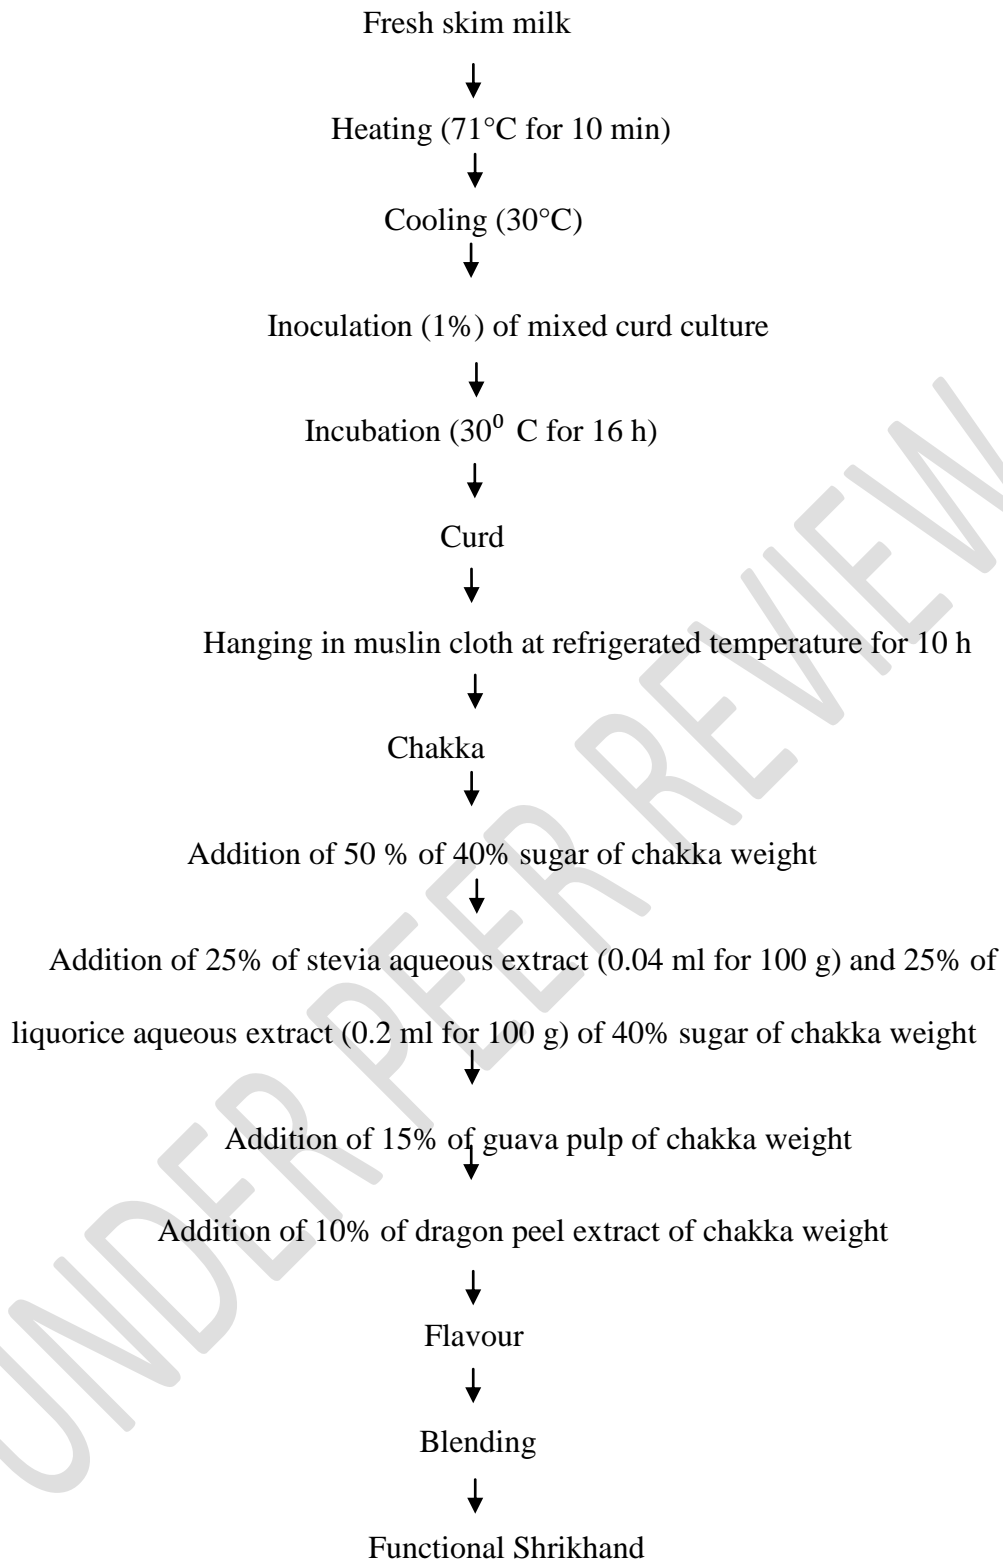 Fresh skim milk
Heating (71°C for 10 min)
Cooling (30°C)
Inoculation (1%) of mixed curd culture
Incubation (30⁰ C for 16 h)
Curd
Hanging in muslin cloth at refrigerated temperature for 10 h
Chakka
Addition of 50 % of 40% sugar of chakka weight
Addition of 25% of stevia aqueous extract (0.04 ml for 100 g) and 25% of
liquorice aqueous extract (0.2 ml for 100 g) of 40% sugar of chakka weight
Addition of 15% of guava pulp of chakka weight
Addition of 10% of dragon peel extract of chakka weight
Flavour
Blending
Functional Shrikhand
UNDER PEER REVIEW